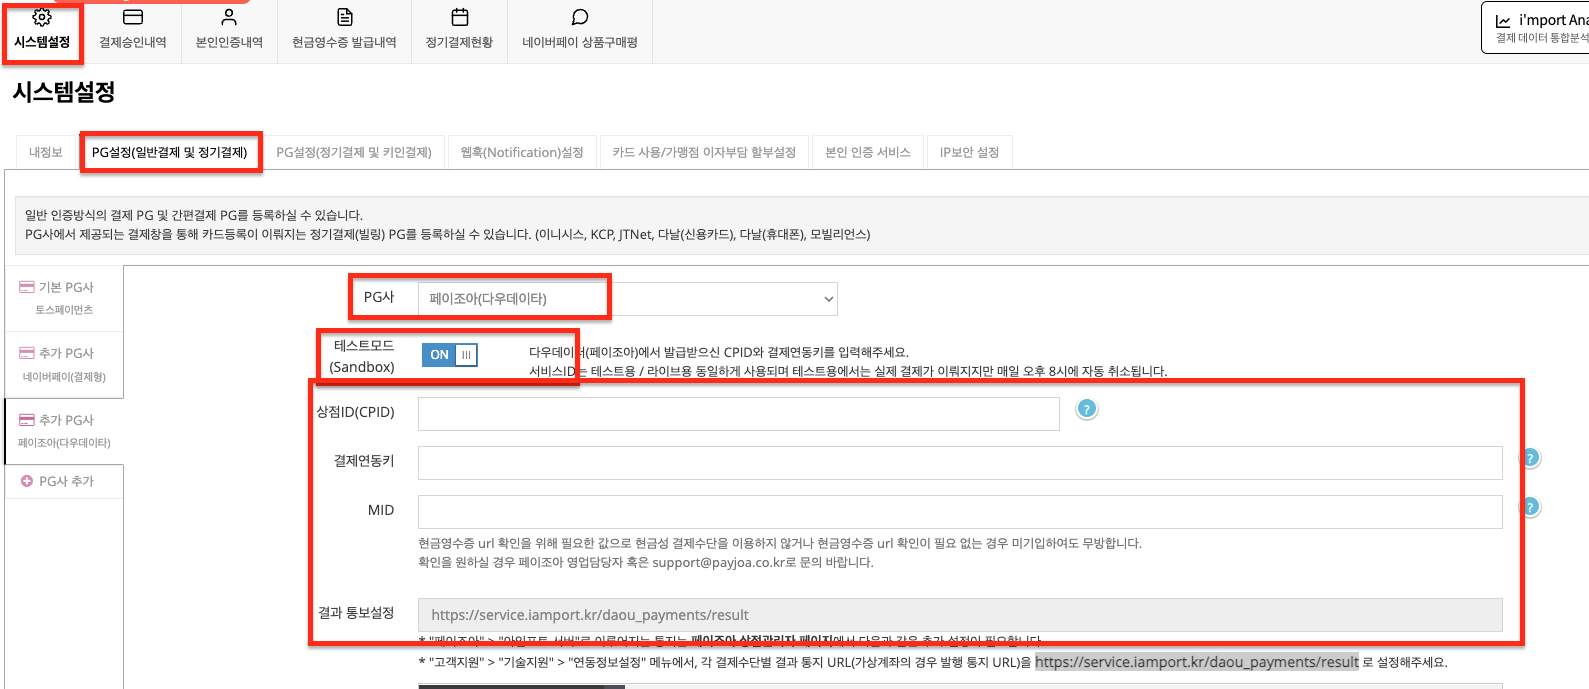 시스템설정
결제승인내역
본인인증내역
현금영수증 발급내역
정기결제현황
네이버페이 상품구매평
i'mport Ana
결제 데이터 통합분석
시스템설정
내정보
PG설정(일반결제 및 정기결제)
PG설정(정기결제 및 키인결제)
웹훅(Notification)설정
카드 사용/가맹점 이자부담 할부설정
본인 인증 서비스
IP보안 설정
일반 인증방식의 결제 PG 및 간편결제 PG를 등록하실 수 있습니다.
PG사에서 제공되는 결제창을 통해 카드등록이 이뤄지는 정기결제(빌링) PG를 등록하실 수 있습니다. (이니시스, KCP, JTNet, 다날(신용카드), 다날(휴대폰), 모빌리언스)
기본 PG사
토스페이먼츠
추가 PG사
네이버페이(결제형)
추가 PG사
페이조아(다우데이타)
PG사 추가
PG사
페이조아(다우데이타)
테스트모드
(Sandbox)
ON
다우데이터(페이조아)에서 발급받으신 CPID와 결제연동키를 입력해주세요.
서비스ID는 테스트용 / 라이브용 동일하게 사용되며 테스트용에서는 실제 결제가 이뤄지지만 매일 오후 8시에 자동 취소됩니다.
상점ID(CPID)
?
결제연동키
?
MID
?
현금영수증 url 확인을 위해 필요한 값으로 현금성 결제수단을 이용하지 않거나 현금영수증 url 확인이 필요 없는 경우 미기입하여도 무방합니다.
확인을 원하실 경우 페이조아 영업담당자 혹은 support@payjoa.co.kr로 문의 바랍니다.
결과 통보설정
https://service.iamport.kr/daou_payments/result
* "페이조아" > "아임포트 서버"로 이루어지는 통지는 페이조아 상점관리자 페이지에서 다음과 같은 추가 설정이 필요합니다.
* "고객지원" > "기술지원" > "연동정보설정" 메뉴에서, 각 결제수단별 결과 통지 URL(가상계좌의 경우 발행 통지 URL)을 https://service.iamport.kr/daou_payments/result 로 설정해주세요.